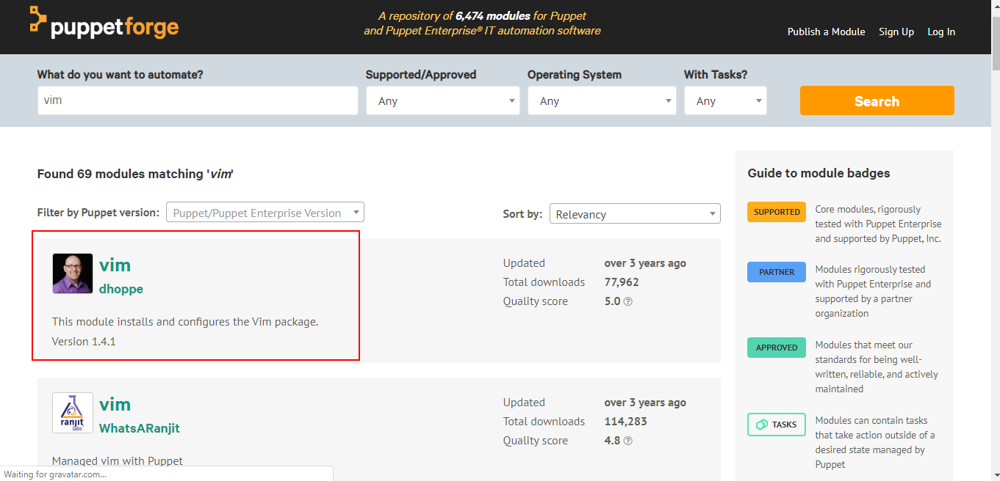 puppetforge
A repository of 6,474 modules for Puppet
and Puppet Enterprise® IT automation software
Publish a Module Sign Up Log In
What do you want to automate? Supported/Approved Operating System With Tasks?
vim Any Any Any Search
Found 69 modules matching 'vim'
Filter by Puppet version: Puppet/Puppet Enterprise Version Sort by: Relevancy
vim
dhoppe
This module installs and configures the Vim package.
Version 1.4.1
Updated over 3 years ago
Total downloads 77,962
Quality score 5.0 ?
vim
WhatsARanjit
ranjit
labs
Managed vim with Puppet
Updated over 3 years ago
Total downloads 114,283
Quality score 4.8 ?
Guide to module badges
SUPPORTED Core modules, rigorously
tested with Puppet Enterprise
and supported by Puppet, Inc.
PARTNER Modules rigorously tested
with Puppet Enterprise and
supported by a partner
organization
APPROVED Modules that meet our
standards for being well-
written, reliable, and actively
maintained
TASKS Modules can contain tasks
that take action outside of a
desired state managed by
Puppet
Waiting for gravatar.com...